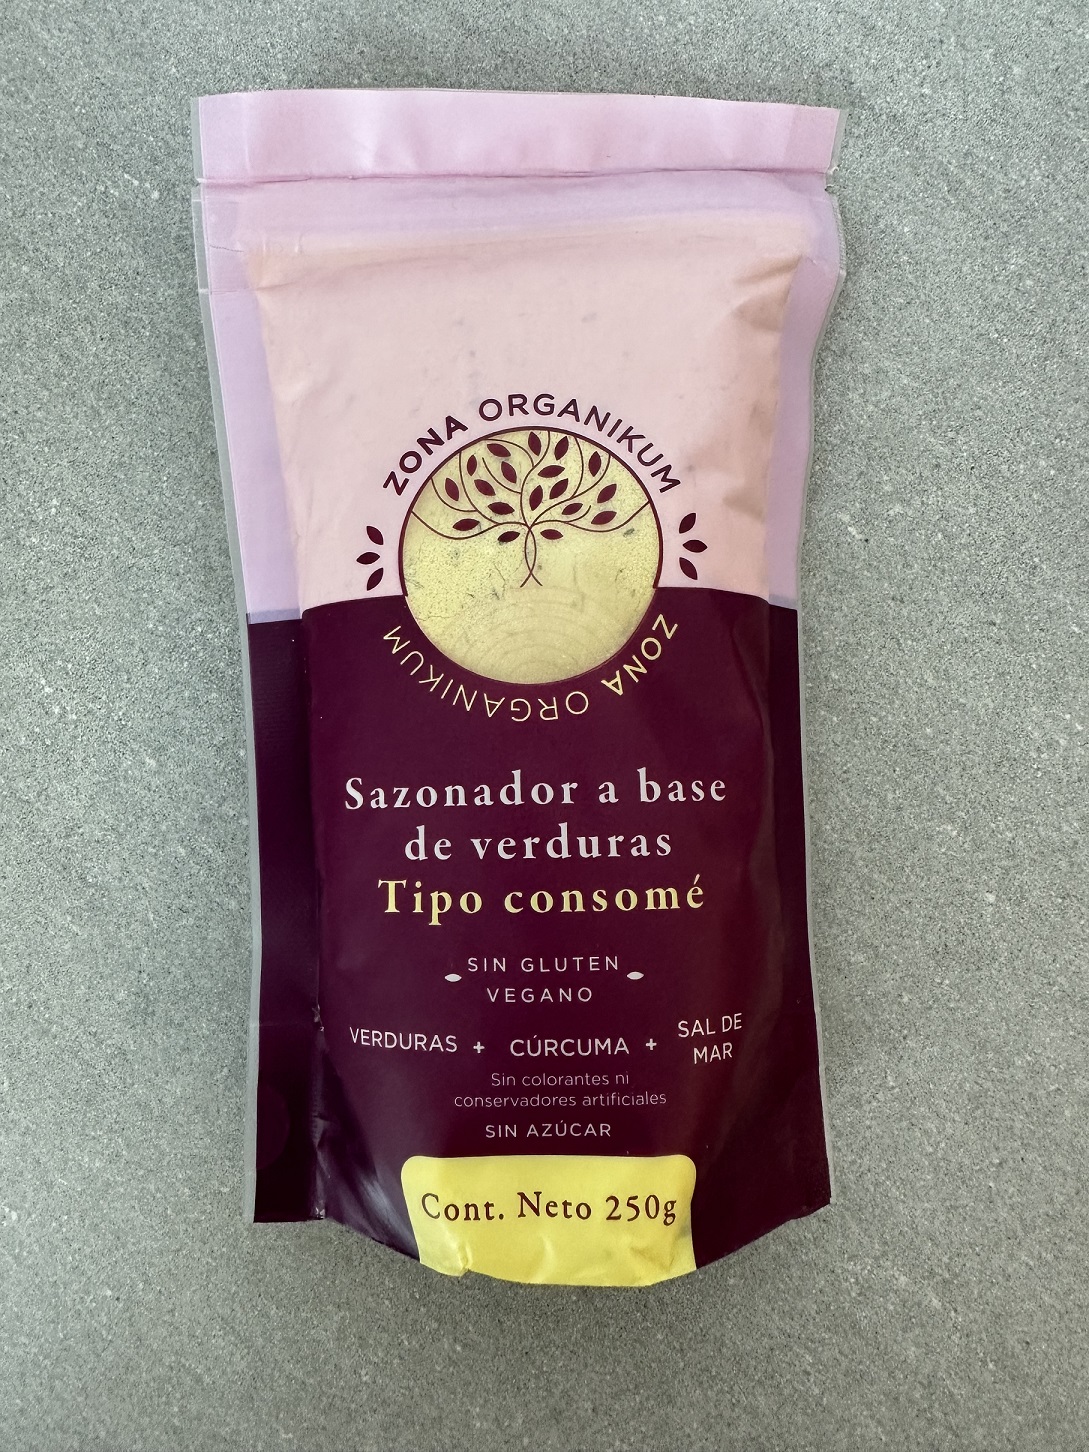 ZONA ORGANIKUM
ZONA ORGANIKUM
Sazonador a base
de verduras
Tipo consomé
SIN GLUTEN
VEGANO
VERDURAS + CÚRCUMA + SAL DE
MAR
Sin colorantes ni
conservadores artificiales
SIN AZÚCAR
Cont. Neto 250g